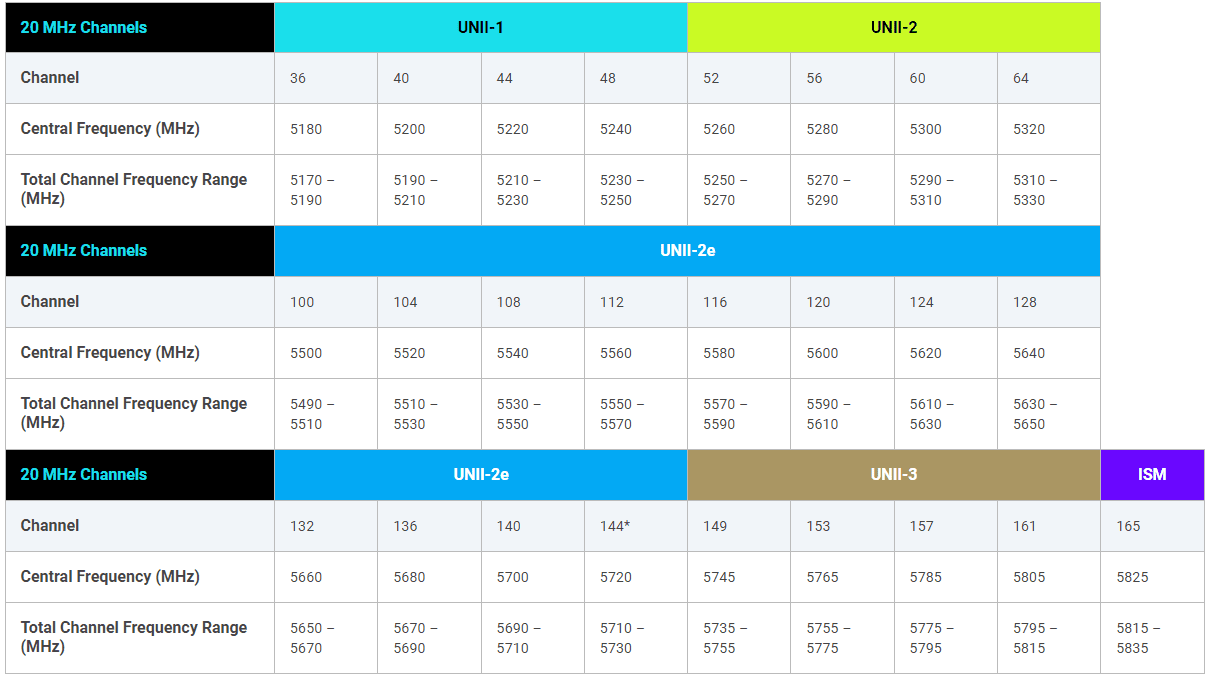 20 MHz Channels UNII-1 UNII-2
Channel 36 40 44 48 52 56 60 64
Central Frequency (MHz) 5180 5200 5220 5240 5260 5280 5300 5320
Total Channel Frequency Range 5170 – 5190 – 5210 – 5230 – 5250 – 5270 – 5290 – 5310 –
(MHz) 5190 5210 5230 5250 5270 5290 5310 5330
20 MHz Channels UNII-2e
Channel 100 104 108 112 116 120 124 128
Central Frequency (MHz) 5500 5520 5540 5560 5580 5600 5620 5640
Total Channel Frequency Range 5490 – 5510 – 5530 – 5550 – 5570 – 5590 – 5610 – 5630 –
(MHz) 5510 5530 5550 5570 5590 5610 5630 5650
20 MHz Channels UNII-2e UNII-3 ISM
Channel 132 136 140 144* 149 153 157 161 165
Central Frequency (MHz) 5660 5680 5700 5720 5745 5765 5785 5805 5825
Total Channel Frequency Range 5650 – 5670 – 5690 – 5710 – 5735 – 5755 – 5775 – 5795 – 5815 –
(MHz) 5670 5690 5710 5730 5755 5775 5795 5815 5835